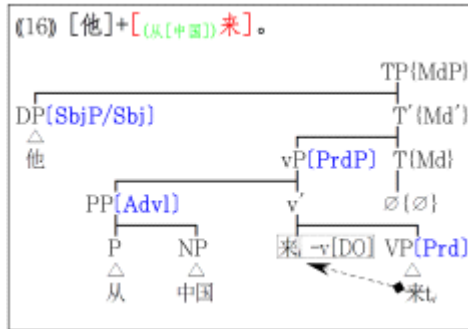 ⸨16⸩ [他]+[(从[中国])来]。
TP{MdP}
DP[SbjP/Sbj] T′{Md′}
他 vP[PrdP] T{Md}
PP[Advl] v′ ∅{∅}
P NP 来ᵢ -v[DO] VP[Prd]
从 中国 来tᵢ